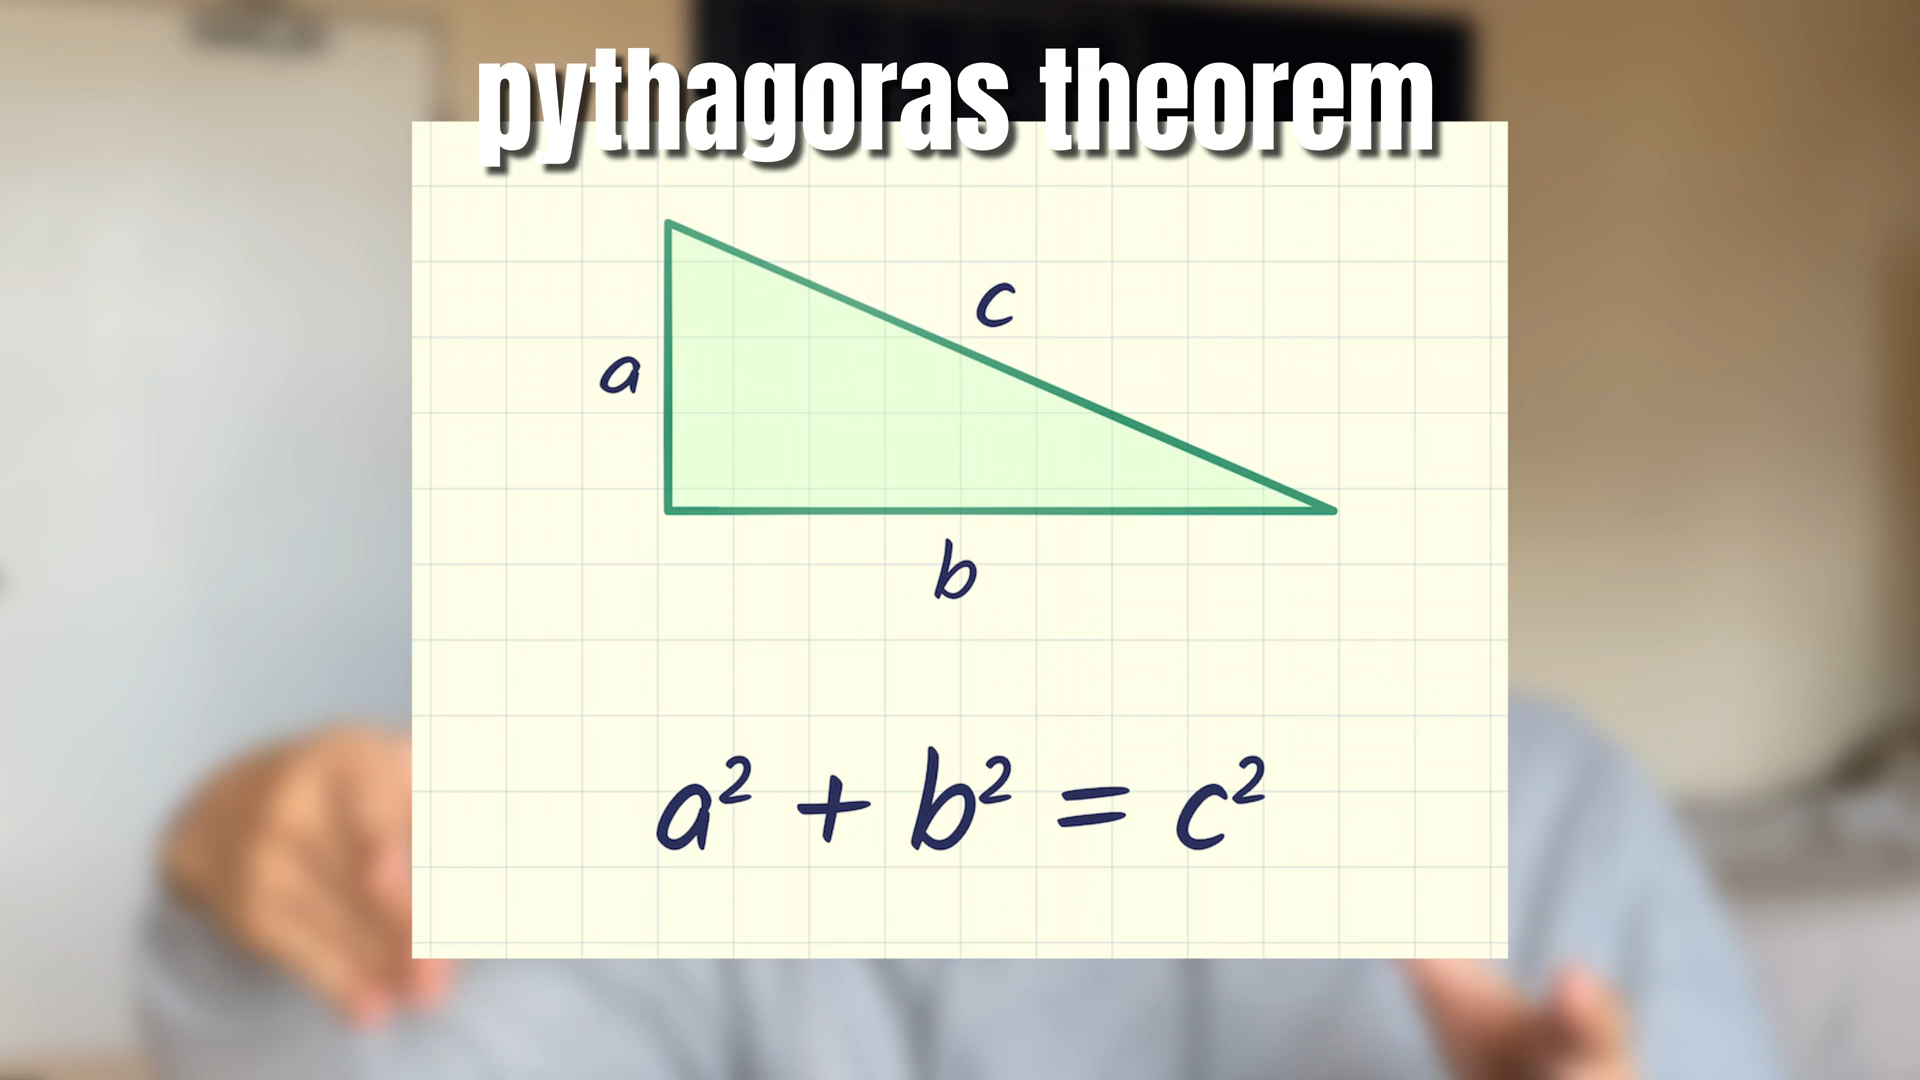 pythagoras theorem
c
a
b
a² + b² = c²